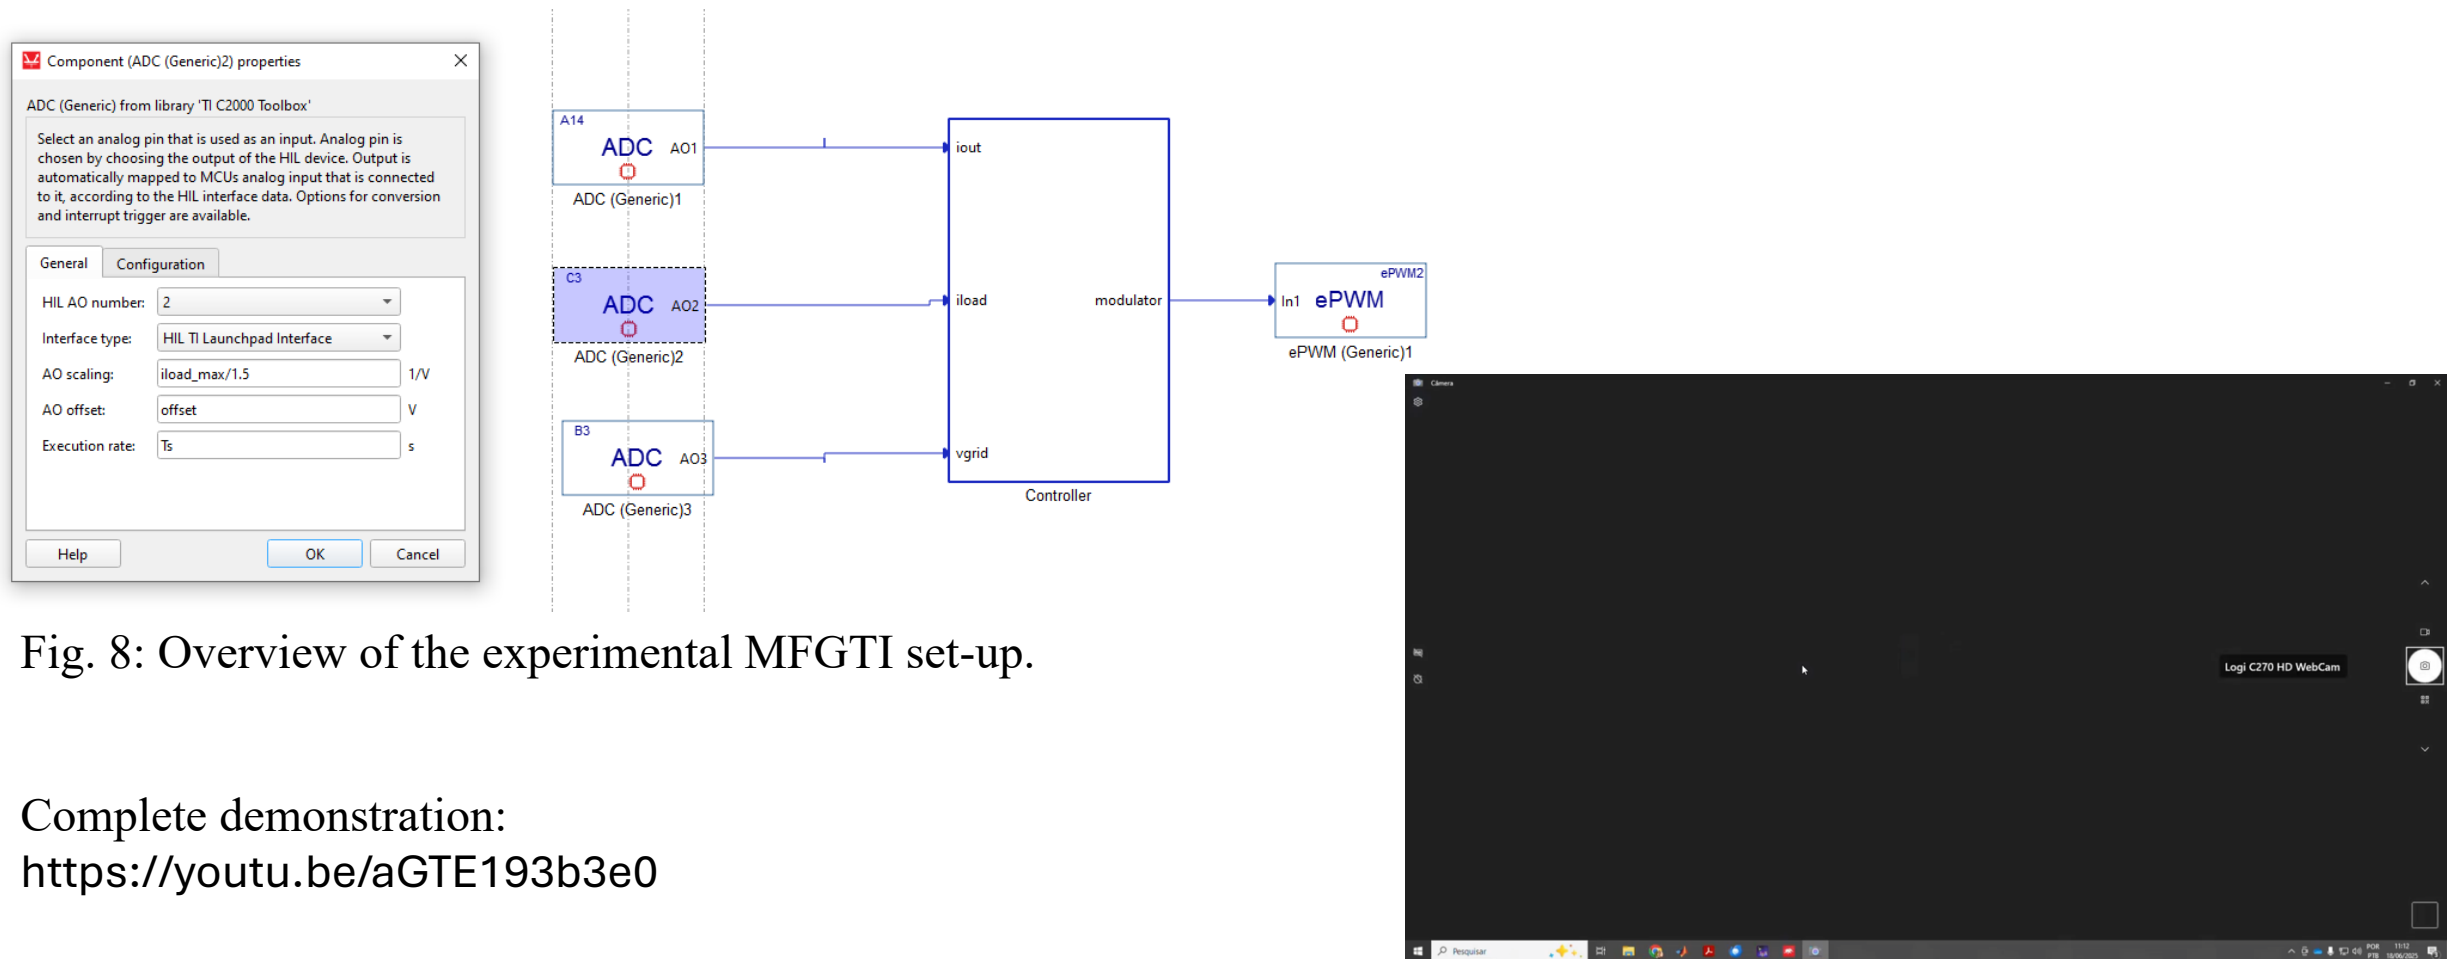 Component (ADC (Generic)2) properties
ADC (Generic) from library 'TI C2000 Toolbox'
Select an analog pin that is used as an input. Analog pin is
chosen by choosing the output of the HIL device. Output is
automatically mapped to MCUs analog input that is connected
to it, according to the HIL interface data. Options for conversion
and interrupt trigger are available.
General
Configuration
HIL AO number:
2
Interface type:
HIL TI Launchpad Interface
AO scaling:
iload_max/1.5
1/V
AO offset:
offset
V
Execution rate:
Ts
s
Help
OK
Cancel
A14
ADC
AO1
ADC (Generic)1
C3
ADC
AO2
ADC (Generic)2
B3
ADC
AO3
ADC (Generic)3
iout
iload
modulator
vgrid
Controller
ePWM2
In1
ePWM
ePWM (Generic)1
Câmera
Logi C270 HD WebCam
Pesquisar
POR
PTB
11:12
18/06/2025
Fig. 8: Overview of the experimental MFGTI set-up.
Complete demonstration:
https://youtu.be/aGTE193b3e0